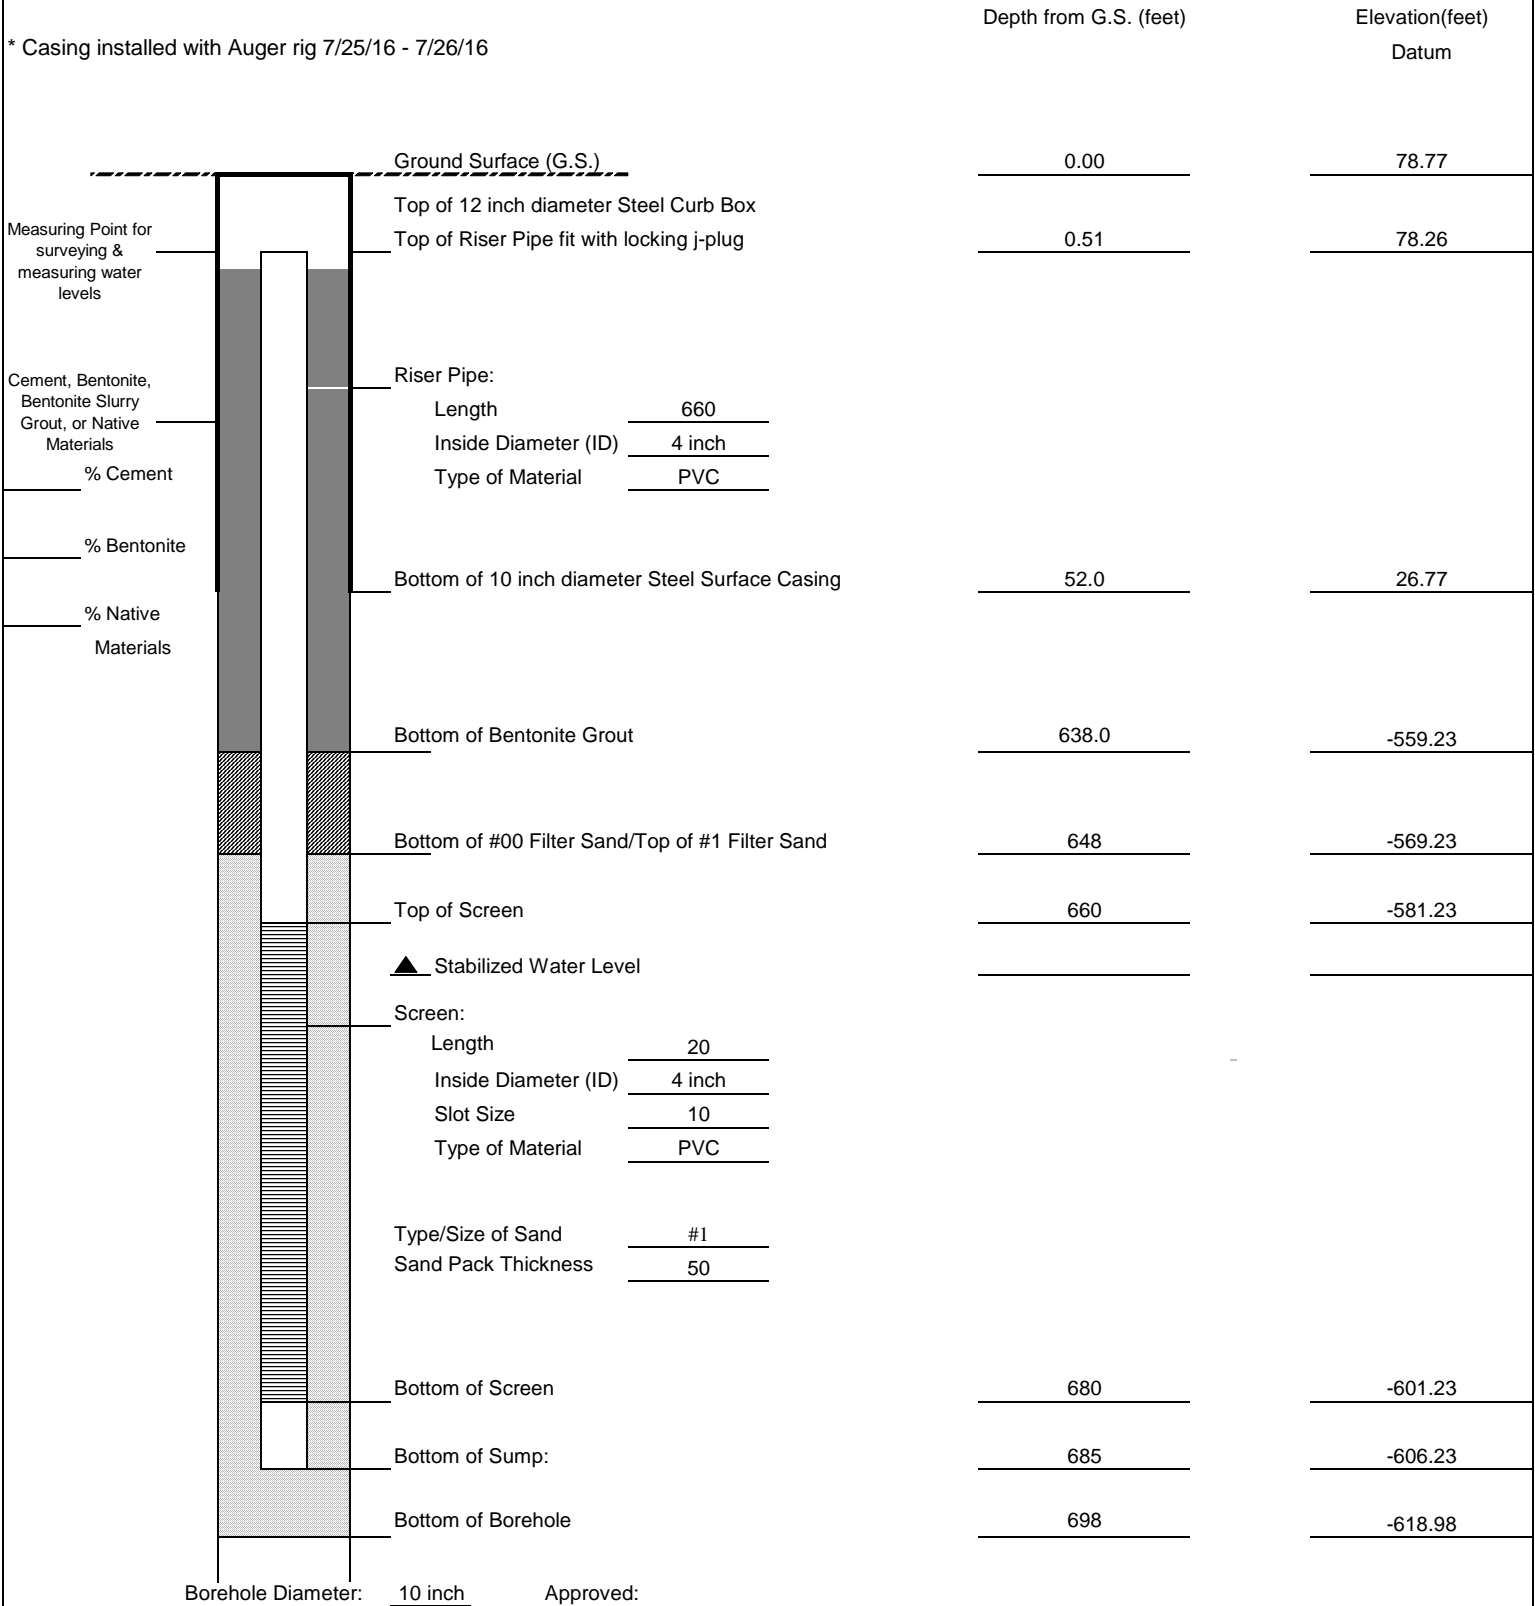 Depth from G.S. (feet) Elevation(feet)
* Casing installed with Auger rig 7/25/16 - 7/26/16 Datum
Ground Surface (G.S.) 0.00 78.77
Top of 12 inch diameter Steel Curb Box
Measuring Point for
surveying &
measuring water
levels
Top of Riser Pipe fit with locking j-plug 0.51 78.26
Riser Pipe:
Cement, Bentonite,
Bentonite Slurry
Grout, or Native
Materials
Length 660
Inside Diameter (ID) 4 inch
% Cement
Type of Material PVC
% Bentonite
Bottom of 10 inch diameter Steel Surface Casing 52.0 26.77
% Native
Materials
Bottom of Bentonite Grout 638.0 -559.23
Bottom of #00 Filter Sand/Top of #1 Filter Sand 648 -569.23
Top of Screen 660 -581.23
Stabilized Water Level
Screen:
Length 20
Inside Diameter (ID) 4 inch
Slot Size 10
Type of Material PVC
Type/Size of Sand #1
Sand Pack Thickness 50
Bottom of Screen 680 -601.23
Bottom of Sump: 685 -606.23
Bottom of Borehole 698 -618.98
Borehole Diameter: 10 inch Approved: